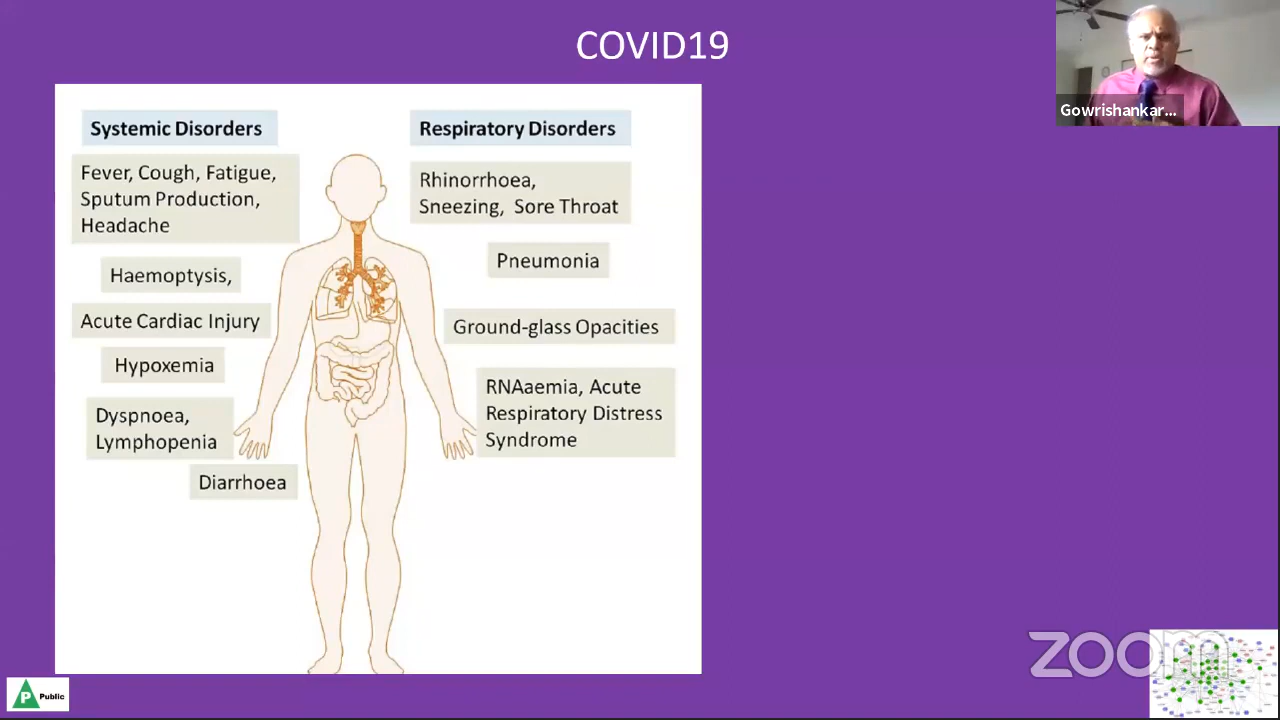 COVID19
Gowrishankar...
Systemic Disorders
Fever, Cough, Fatigue,
Sputum Production,
Headache
Haemoptysis,
Acute Cardiac Injury
Hypoxemia
Dyspnoea,
Lymphopenia
Diarrhoea
Respiratory Disorders
Rhinorrhoea,
Sneezing, Sore Throat
Pneumonia
Ground-glass Opacities
RNAaemia, Acute
Respiratory Distress
Syndrome
P Public
zoom